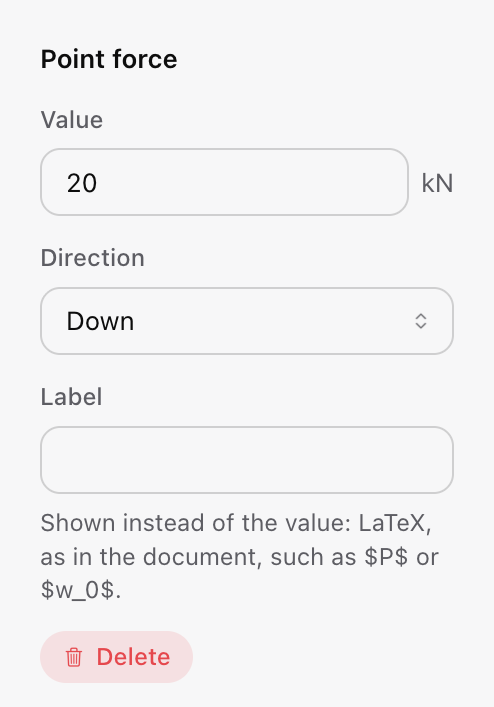 Point force
Value
20 kN
Direction
Down
Label
Shown instead of the value: LaTeX,
as in the document, such as $P$ or
$w_0$.
Delete